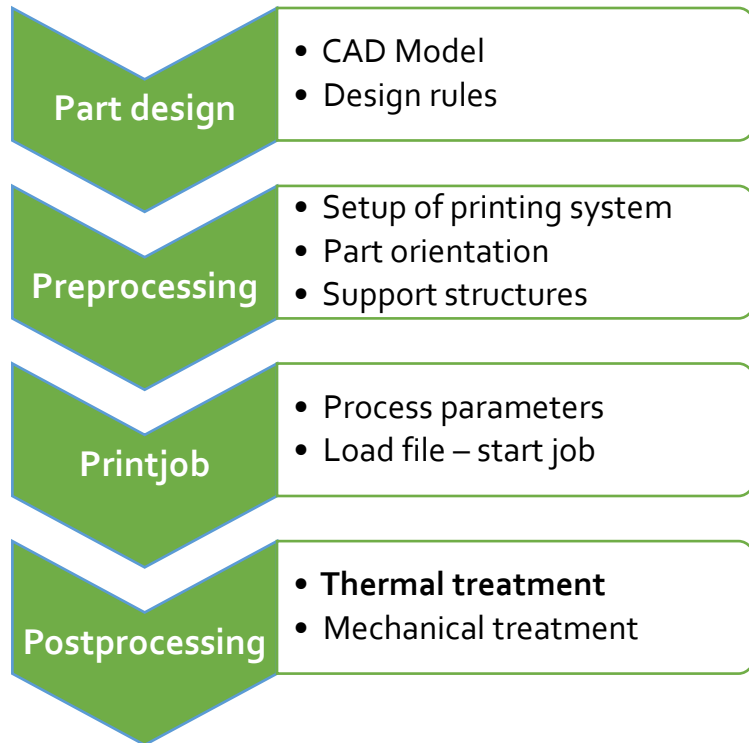 Part design
• CAD Model
• Design rules
Preprocessing
• Setup of printing system
• Part orientation
• Support structures
Printjob
• Process parameters
• Load file – start job
Postprocessing
• Thermal treatment
• Mechanical treatment